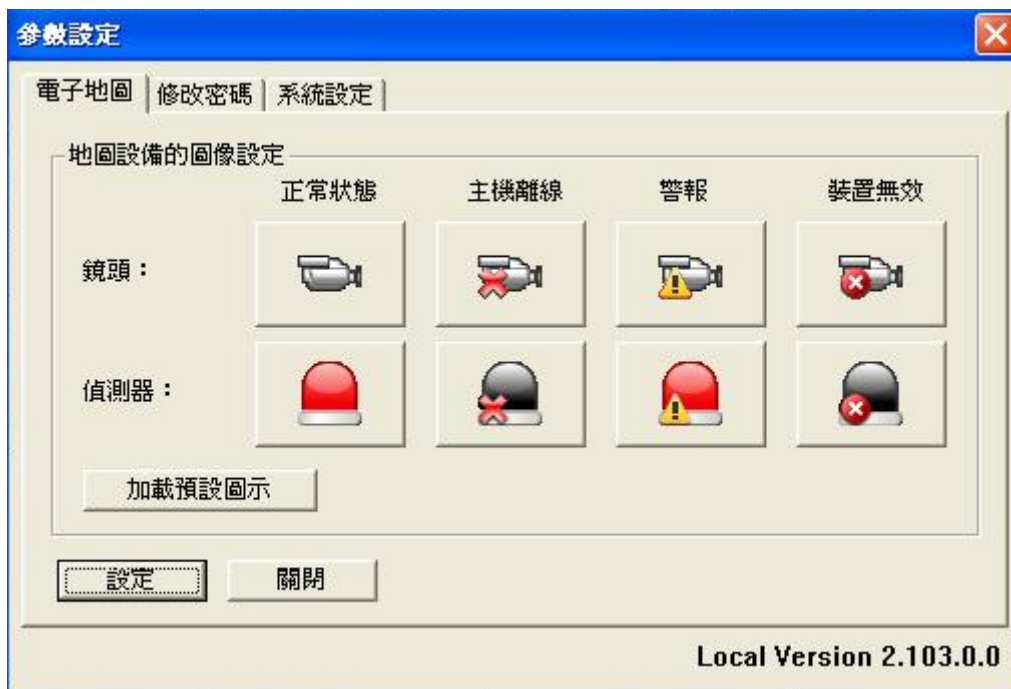 參數設定
電子地圖 修改密碼 系統設定
地圖設備的圖像設定
正常狀態 主機離線 警報 裝置無效
鏡頭：
偵測器：
加載預設圖示
設定 關閉
Local Version 2.103.0.0